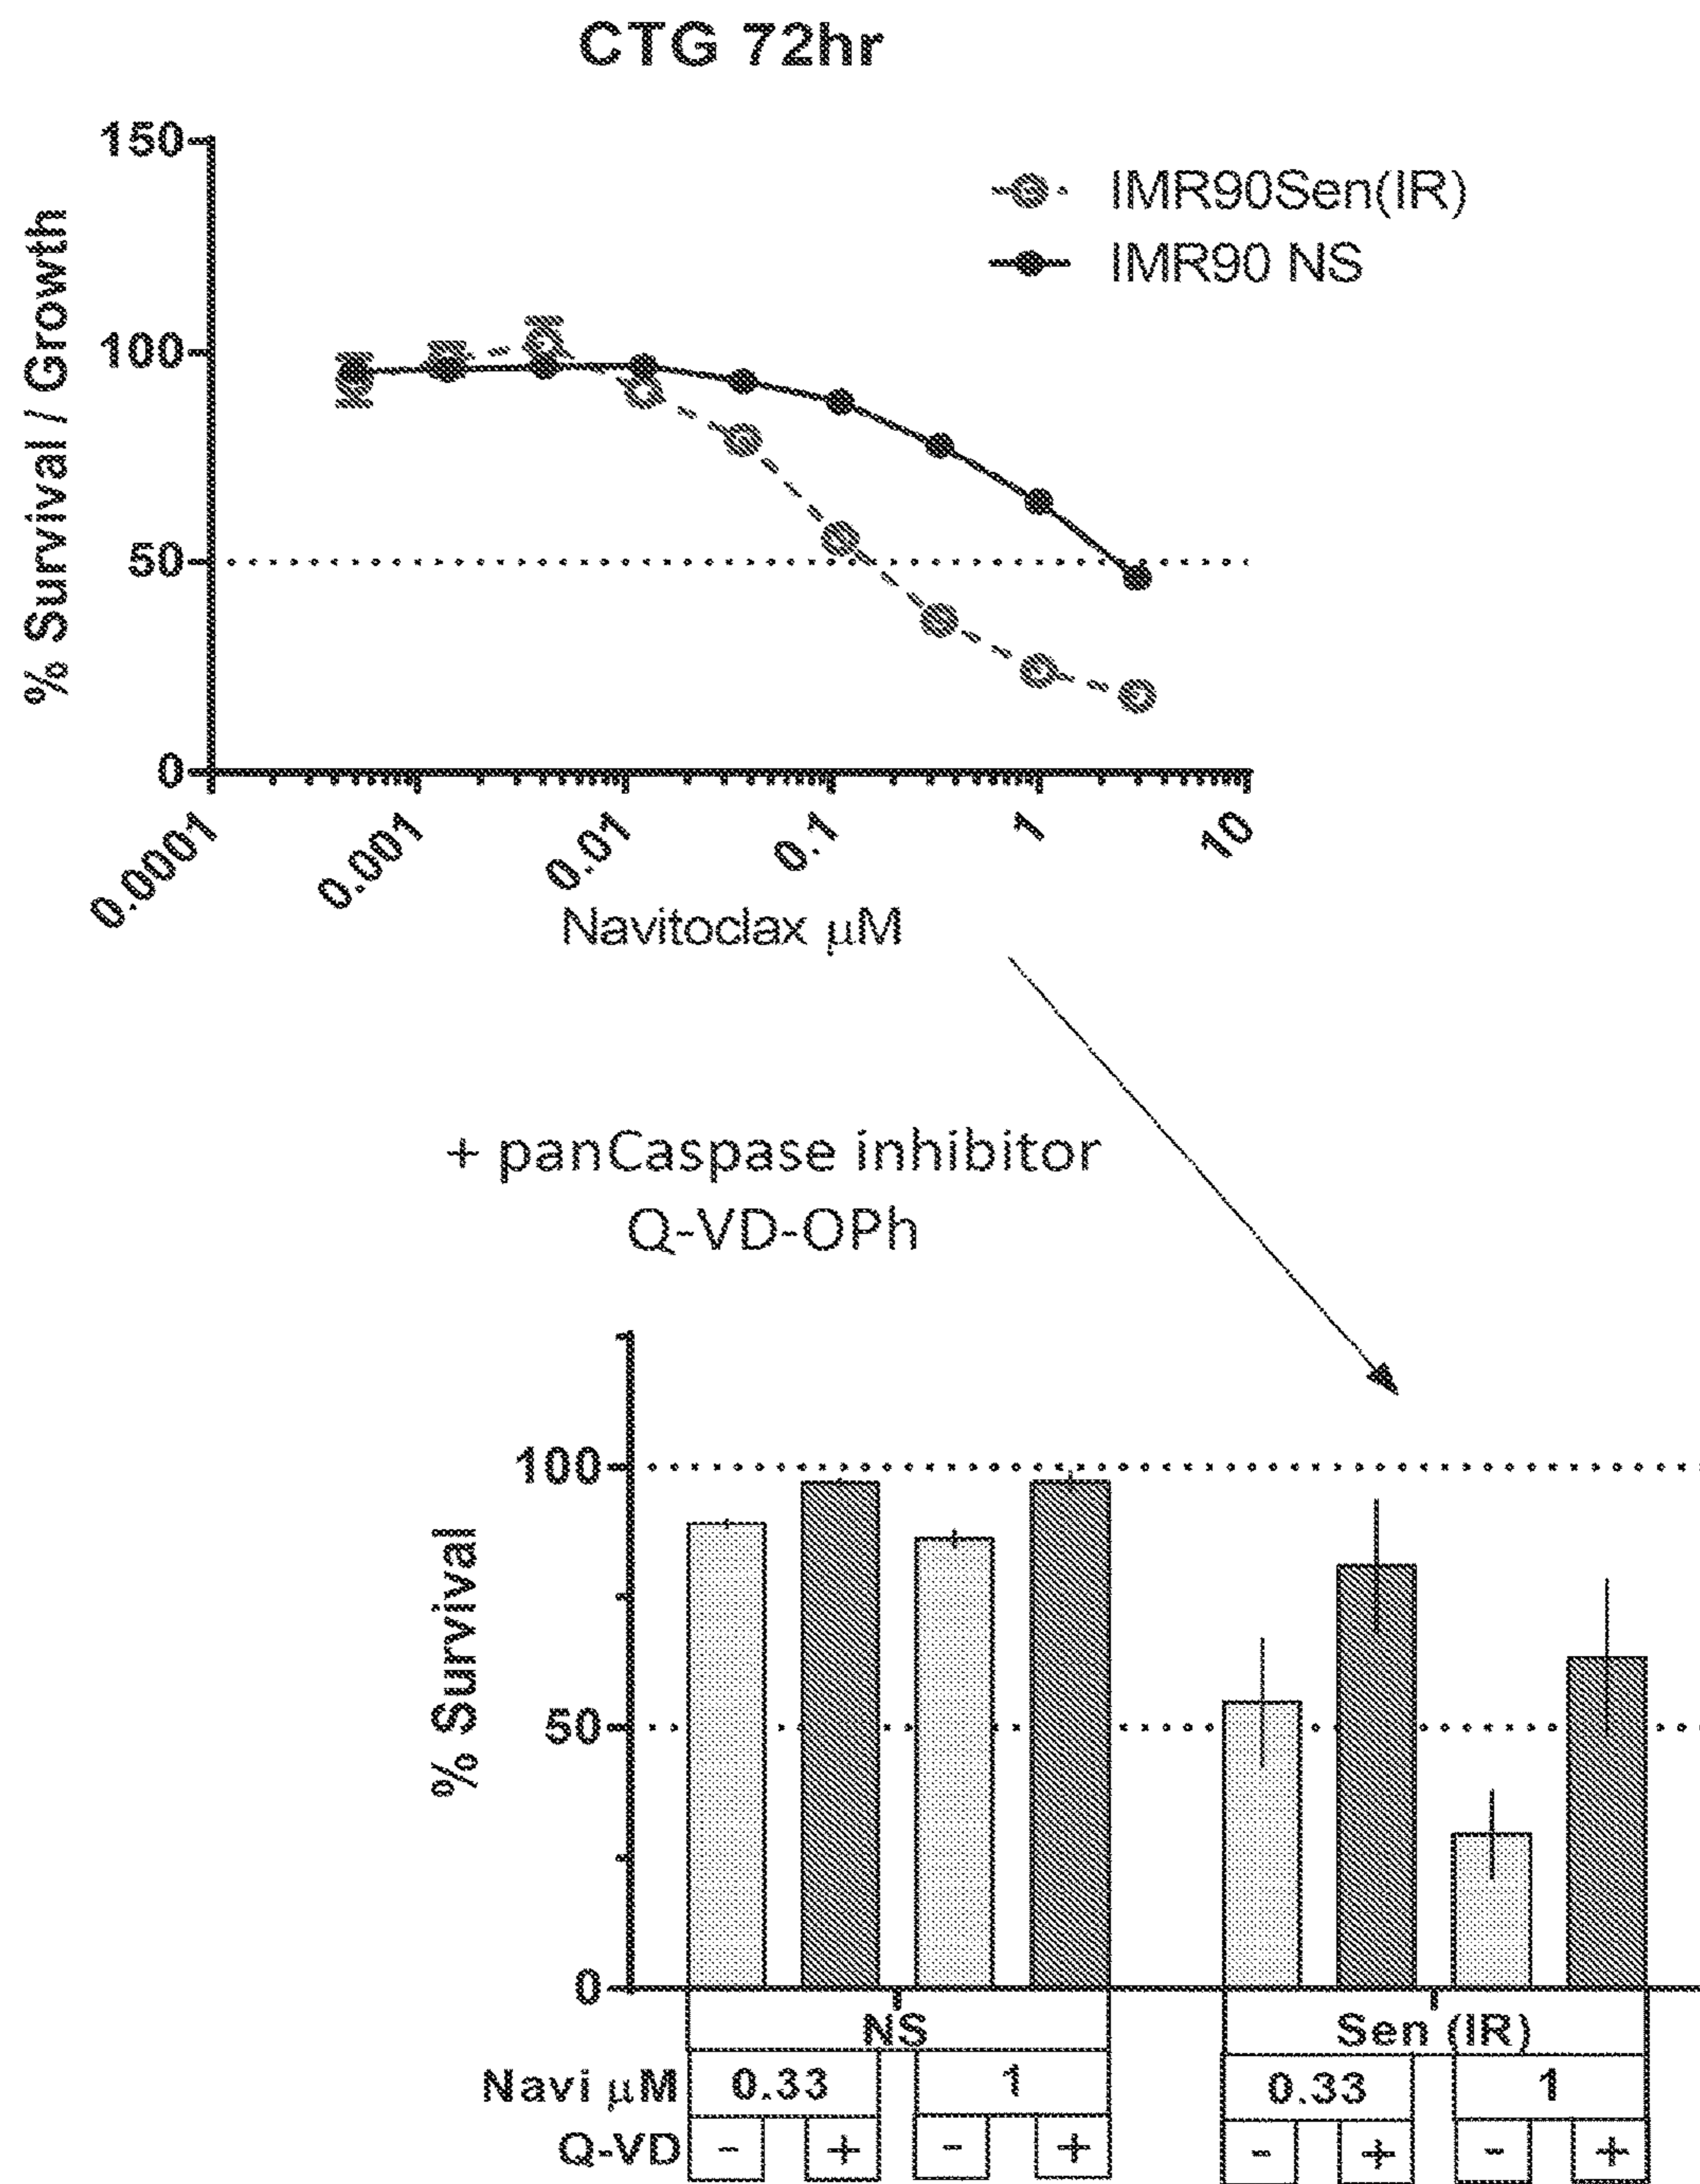 CTG 72hr
150
100
50
0
% Survival / Growth
IMR90Sen(IR)
IMR90 NS
0.0001 0.001 0.01 0.1 1 10
Navitoclax μM
+ panCaspase inhibitor
Q-VD-OPh
100
50
0
% Survival
NS Sen (IR)
Navi μM 0.33 1 0.33 1
Q-VD - + - + - + - +